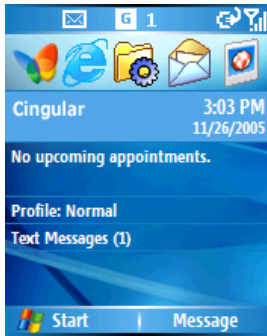 G 1
Cingular
3:03 PM
11/26/2005
No upcoming appointments.
Profile: Normal
Text Messages (1)
Start
Message